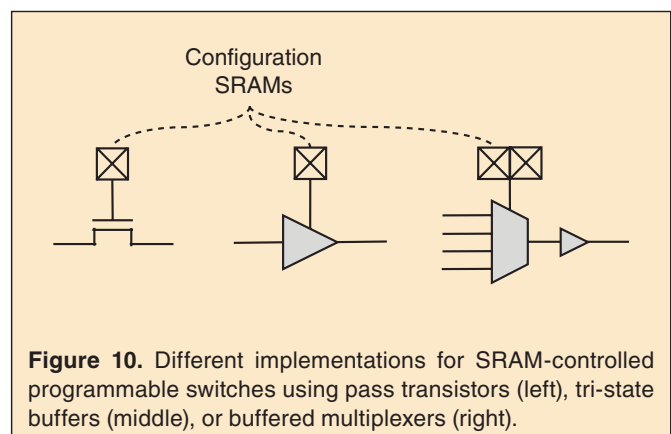 Configuration
SRAMs
Figure 10. Different implementations for SRAM-controlled
programmable switches using pass transistors (left), tri-state
buffers (middle), or buffered multiplexers (right).